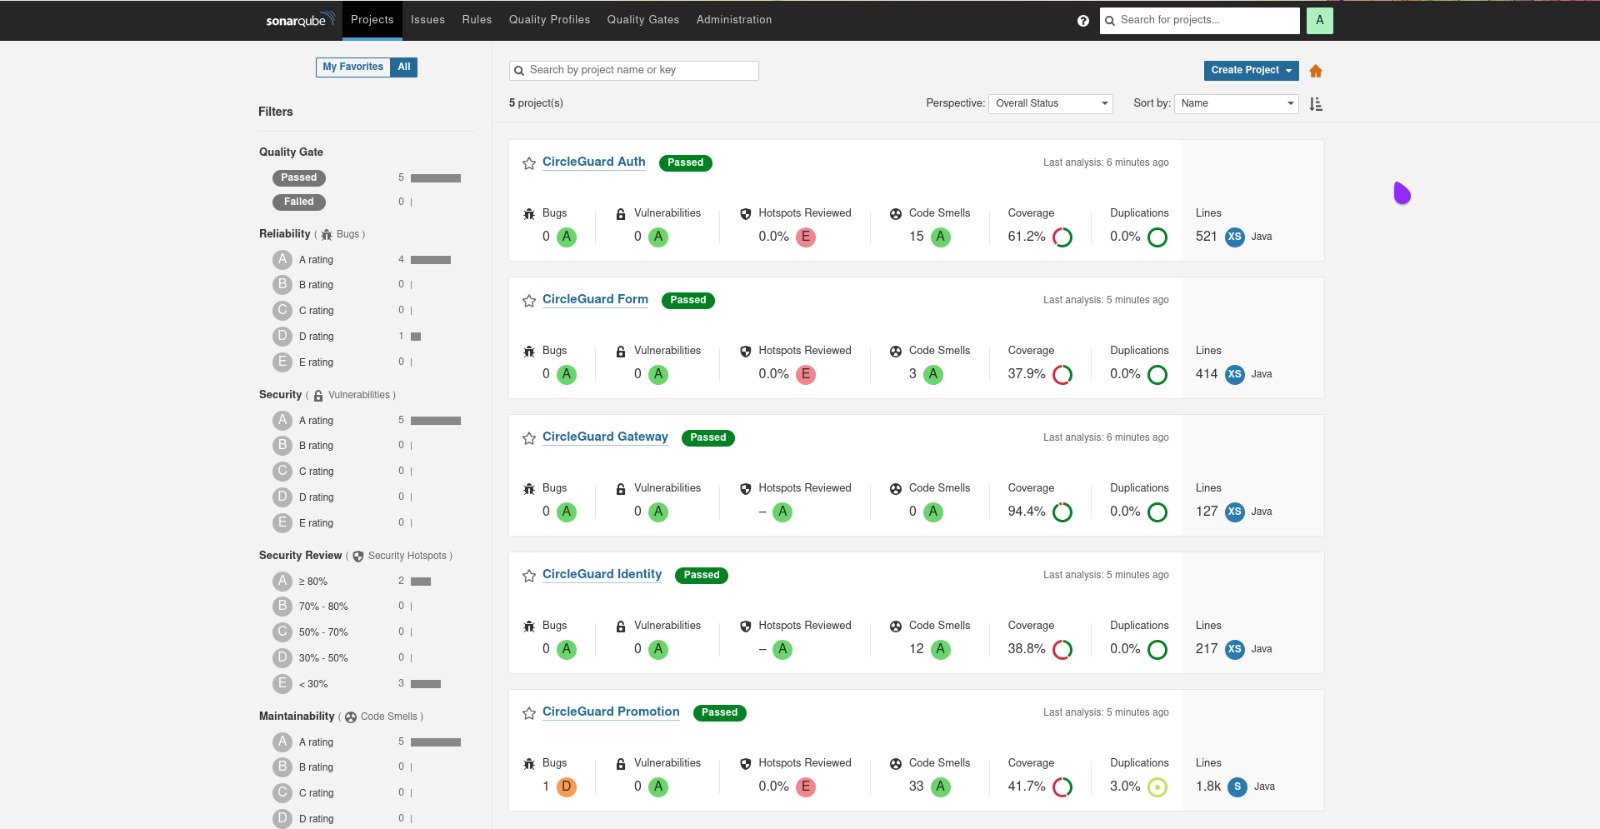 sonarqube Projects Issues Rules Quality Profiles Quality Gates Administration ? Search for projects... A
My Favorites All
Filters
Quality Gate
Passed 5
Failed 0
Reliability ( Bugs )
A A rating 4
B B rating 0
C C rating 0
D D rating 1
E E rating 0
Security ( Vulnerabilities )
A A rating 5
B B rating 0
C C rating 0
D D rating 0
E E rating 0
Security Review ( Security Hotspots )
A ≥ 80% 2
B 70% - 80% 0
C 50% - 70% 0
D 30% - 50% 0
E < 30% 3
Maintainability ( Code Smells )
A A rating 5
B B rating 0
C C rating 0
D D rating 0
Search by project name or key Create Project
5 project(s) Perspective: Overall Status Sort by: Name
CircleGuard Auth Passed Last analysis: 6 minutes ago
Bugs Vulnerabilities Hotspots Reviewed Code Smells Coverage Duplications Lines
0 A 0 A 0.0% E 15 A 61.2% 0.0% 521 XS Java
CircleGuard Form Passed Last analysis: 5 minutes ago
Bugs Vulnerabilities Hotspots Reviewed Code Smells Coverage Duplications Lines
0 A 0 A 0.0% E 3 A 37.9% 0.0% 414 XS Java
CircleGuard Gateway Passed Last analysis: 6 minutes ago
Bugs Vulnerabilities Hotspots Reviewed Code Smells Coverage Duplications Lines
0 A 0 A – A 0 A 94.4% 0.0% 127 XS Java
CircleGuard Identity Passed Last analysis: 5 minutes ago
Bugs Vulnerabilities Hotspots Reviewed Code Smells Coverage Duplications Lines
0 A 0 A – A 12 A 38.8% 0.0% 217 XS Java
CircleGuard Promotion Passed Last analysis: 5 minutes ago
Bugs Vulnerabilities Hotspots Reviewed Code Smells Coverage Duplications Lines
1 D 0 A 0.0% E 33 A 41.7% 3.0% 1.8k S Java